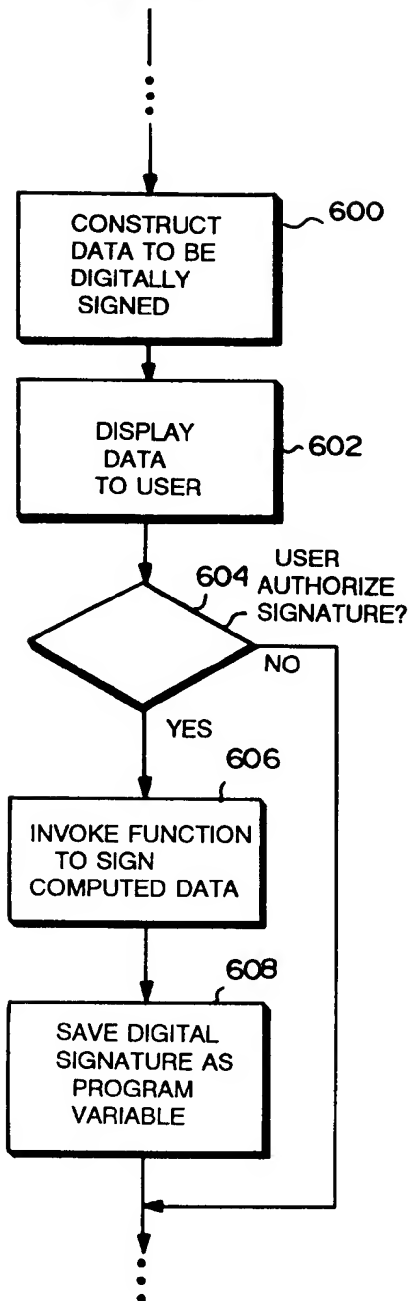 CONSTRUCT
DATA TO BE
DIGITALLY
SIGNED
600
DISPLAY
DATA
TO USER
602
604
USER
AUTHORIZE
SIGNATURE?
NO
YES
606
INVOKE FUNCTION
TO SIGN
COMPUTED DATA
608
SAVE DIGITAL
SIGNATURE AS
PROGRAM
VARIABLE